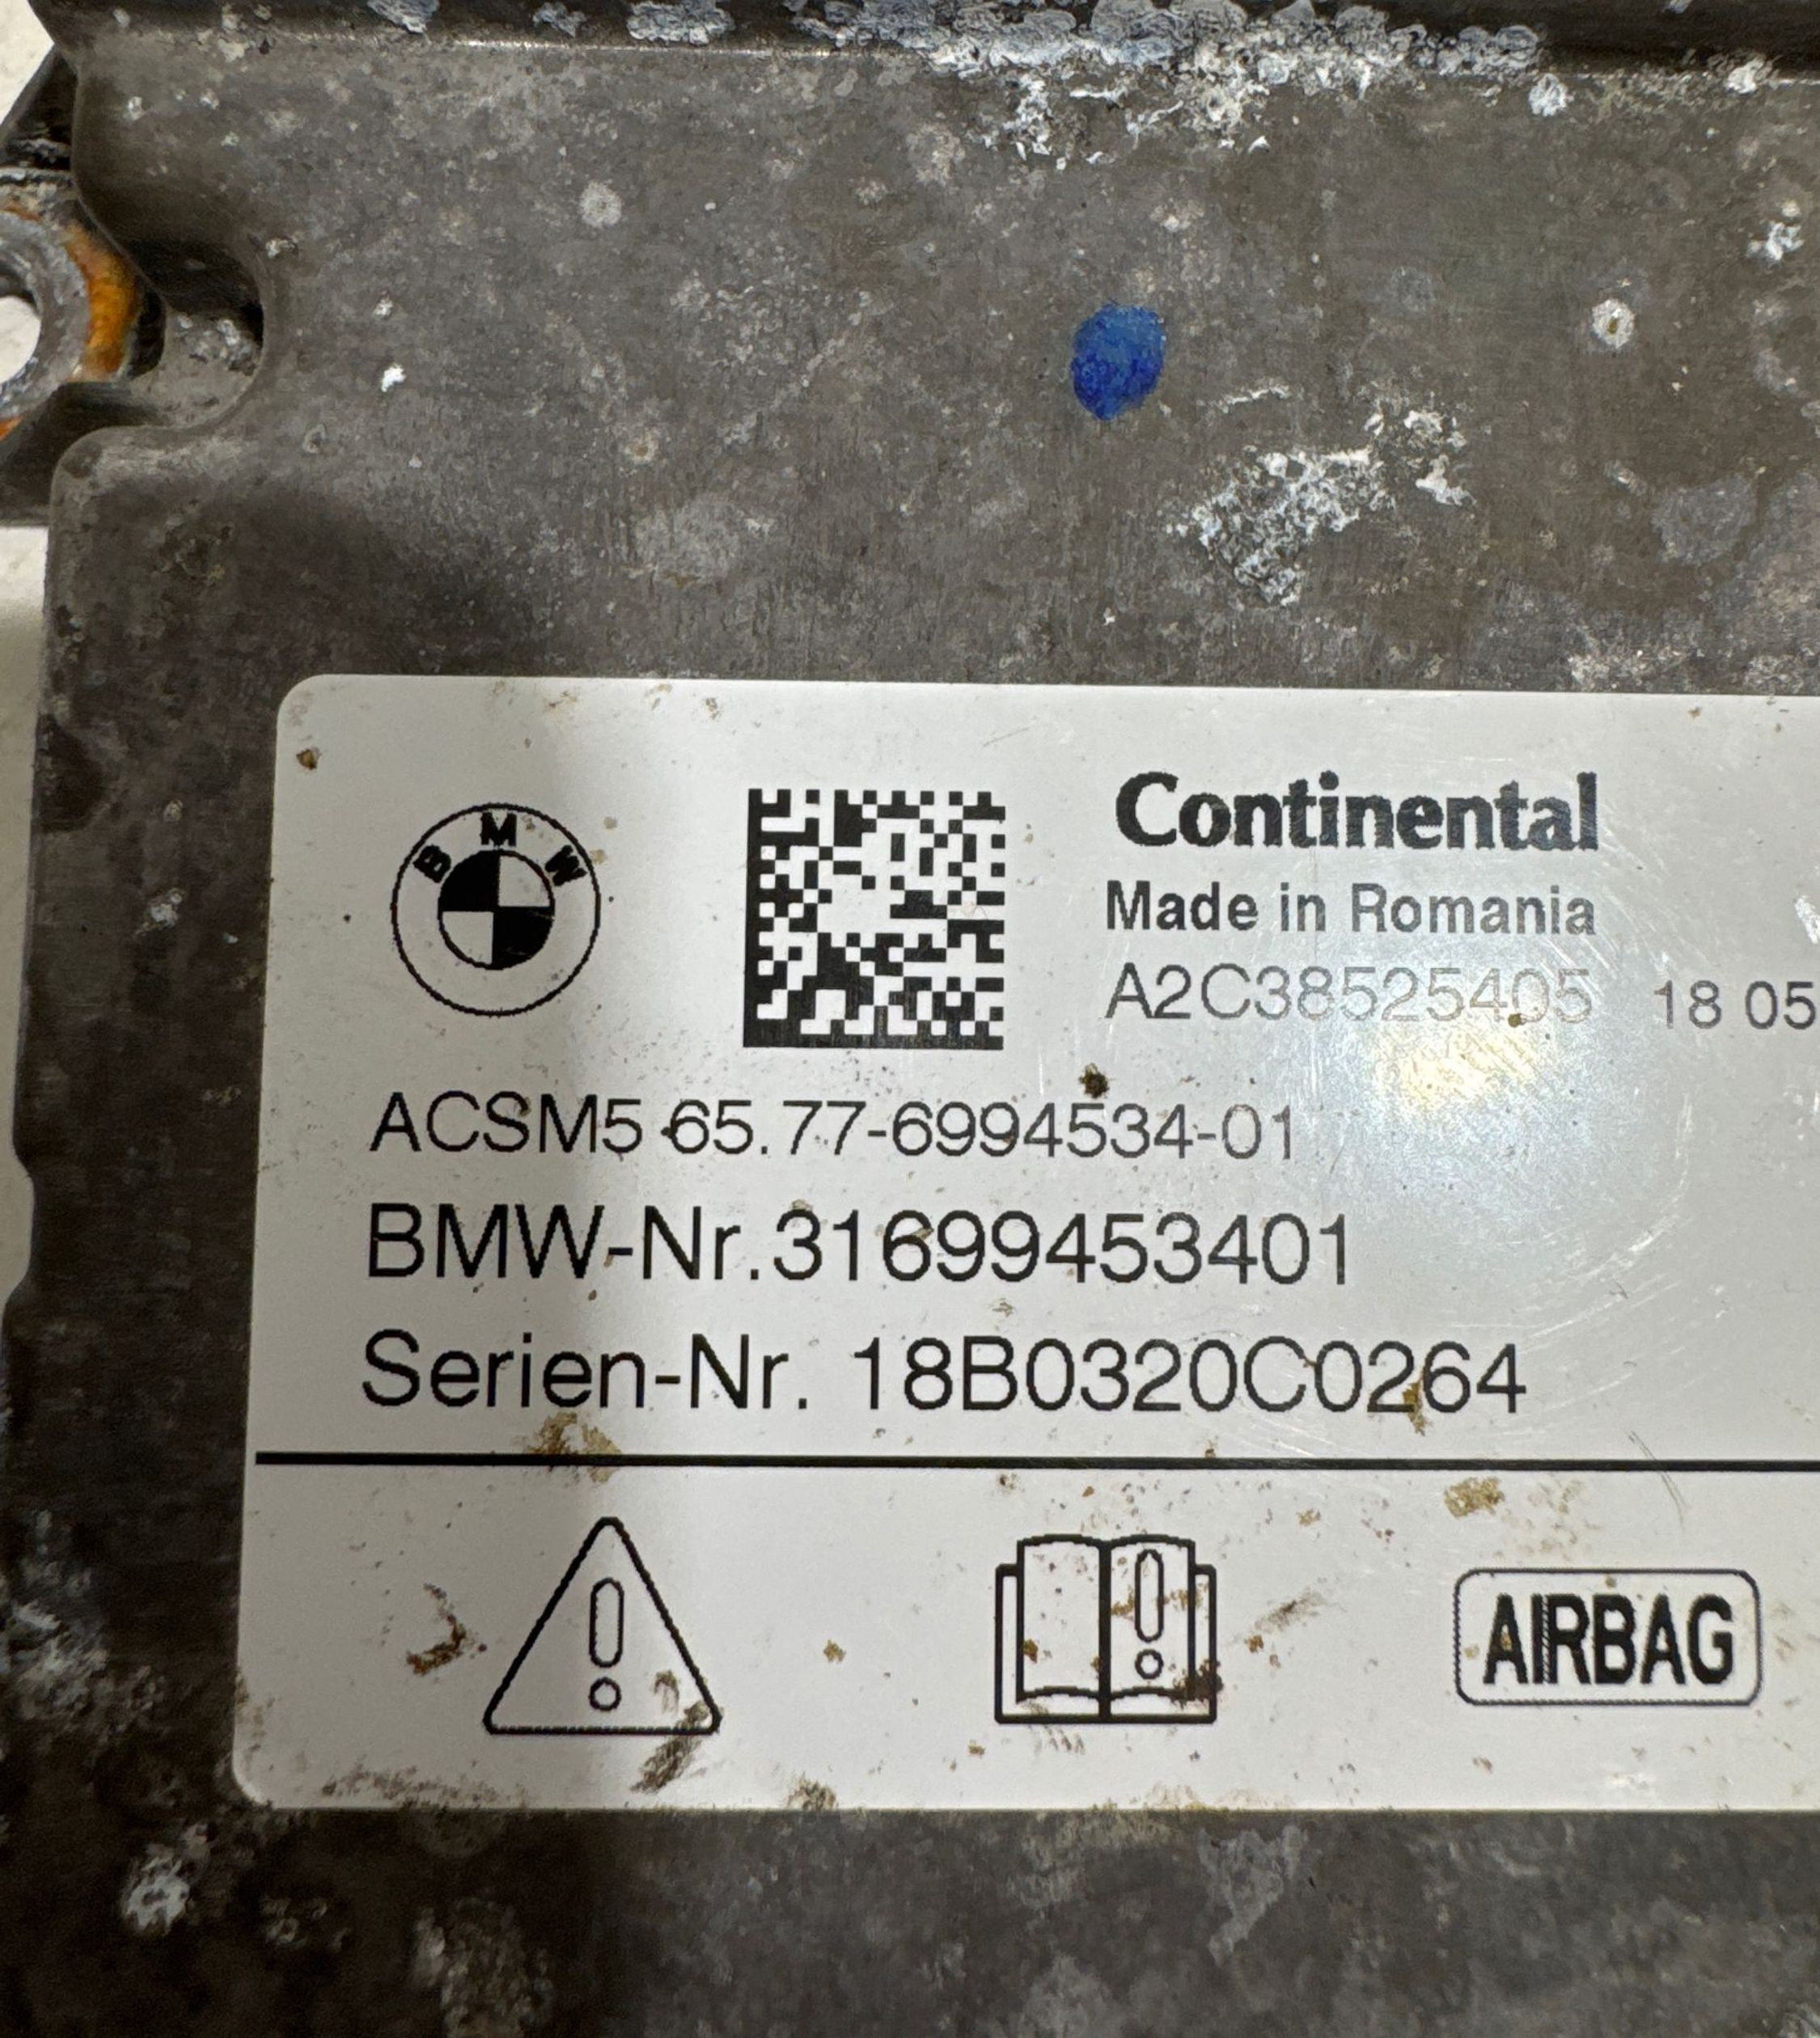 BMW
Continental
Made in Romania
A2C38525405 18 05
ACSM5 65.77-6994534-01
BMW-Nr.31699453401
Serien-Nr. 18B0320C0264
AIRBAG